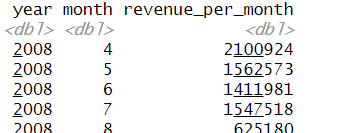 year month revenue_per_month
<dbl> <dbl> <dbl>
2008 4 2100924
2008 5 1562573
2008 6 1411981
2008 7 1547518
2008 8 625180